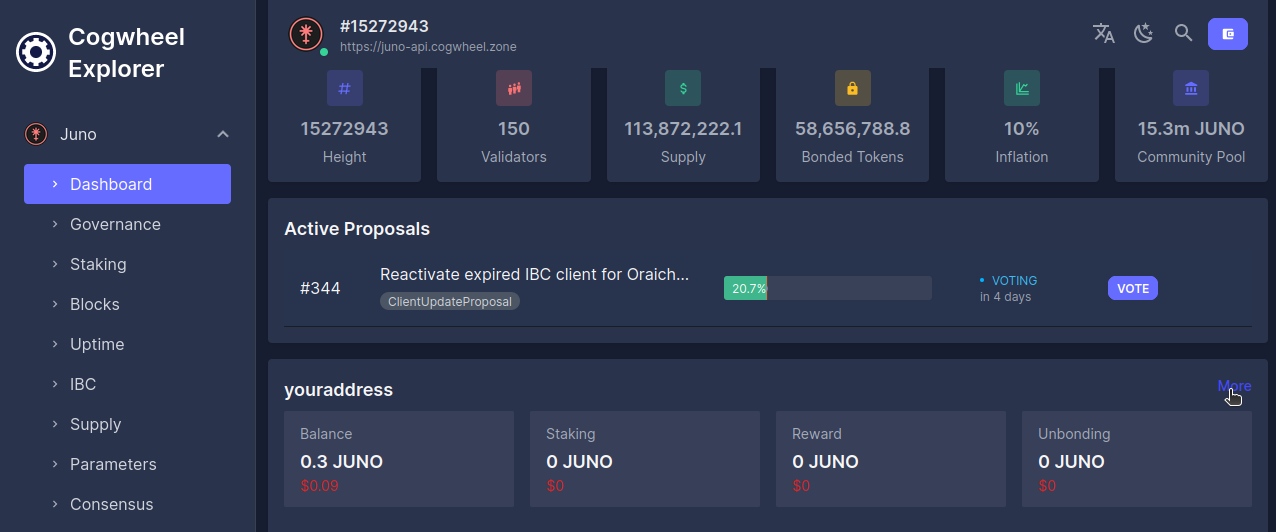 Cogwheel
Explorer
Juno
Dashboard
Governance
Staking
Blocks
Uptime
IBC
Supply
Parameters
Consensus
#15272943
https://juno-api.cogwheel.zone
15272943
Height
150
Validators
113,872,222.1
Supply
58,656,788.8
Bonded Tokens
10%
Inflation
15.3m JUNO
Community Pool
Active Proposals
#344
Reactivate expired IBC client for Oraich...
ClientUpdateProposal
20.7%
VOTING
in 4 days
VOTE
youraddress
More
Balance
0.3 JUNO
$0.09
Staking
0 JUNO
$0
Reward
0 JUNO
$0
Unbonding
0 JUNO
$0